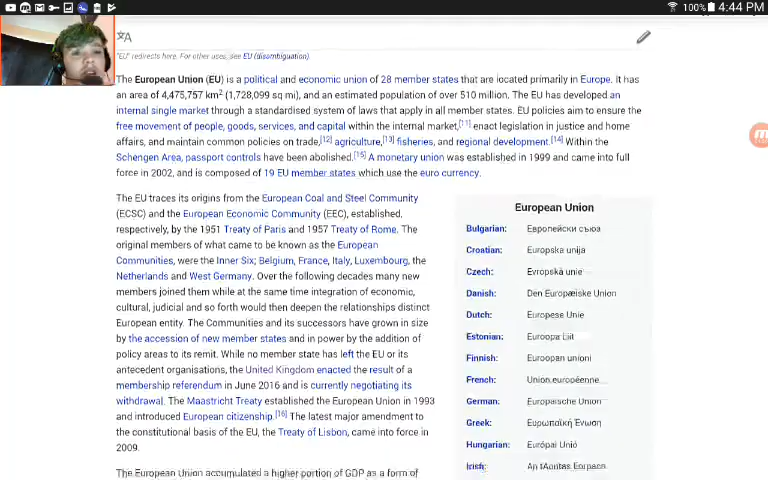 100% 4:44 PM
"EU" redirects here. For other uses, see EU (disambiguation)
The European Union (EU) is a political and economic union of 28 member states that are located primarily in Europe. It has
an area of 4,475,757 km2 (1,728,099 sq mi), and an estimated population of over 510 million. The EU has developed an
internal single market through a standardised system of laws that apply in all member states. EU policies aim to ensure the
free movement of people, goods, services, and capital within the internal market,[11] enact legislation in justice and home
affairs, and maintain common policies on trade,[12] agriculture,[13] fisheries, and regional development.[14] Within the
Schengen Area, passport controls have been abolished.[15] A monetary union was established in 1999 and came into full
force in 2002, and is composed of 19 EU member states which use the euro currency.
The EU traces its origins from the European Coal and Steel Community
(ECSC) and the European Economic Community (EEC), established,
respectively, by the 1951 Treaty of Paris and 1957 Treaty of Rome. The
original members of what came to be known as the European
Communities, were the Inner Six; Belgium, France, Italy, Luxembourg, the
Netherlands and West Germany. Over the following decades many new
members joined them while at the same time integration of economic,
cultural, judicial and so forth would then deepen the relationships distinct
European entity. The Communities and its successors have grown in size
by the accession of new member states and in power by the addition of
policy areas to its remit. While no member state has left the EU or its
antecedent organisations, the United Kingdom enacted the result of a
membership referendum in June 2016 and is currently negotiating its
withdrawal. The Maastricht Treaty established the European Union in 1993
and introduced European citizenship.[16] The latest major amendment to
the constitutional basis of the EU, the Treaty of Lisbon, came into force in
2009.
The European Union accumulated a higher portion of GDP as a form of
European Union
Bulgarian: Европейски съюз
Croatian: Europska unija
Czech: Evropská unie
Danish: Den Europæiske Union
Dutch: Europese Unie
Estonian: Euroopa Liit
Finnish: Euroopan unioni
French: Union européenne
German: Europäische Union
Greek: Ευρωπαϊκή Ένωση
Hungarian: Európai Unió
Irish: An tAontas Eorpach